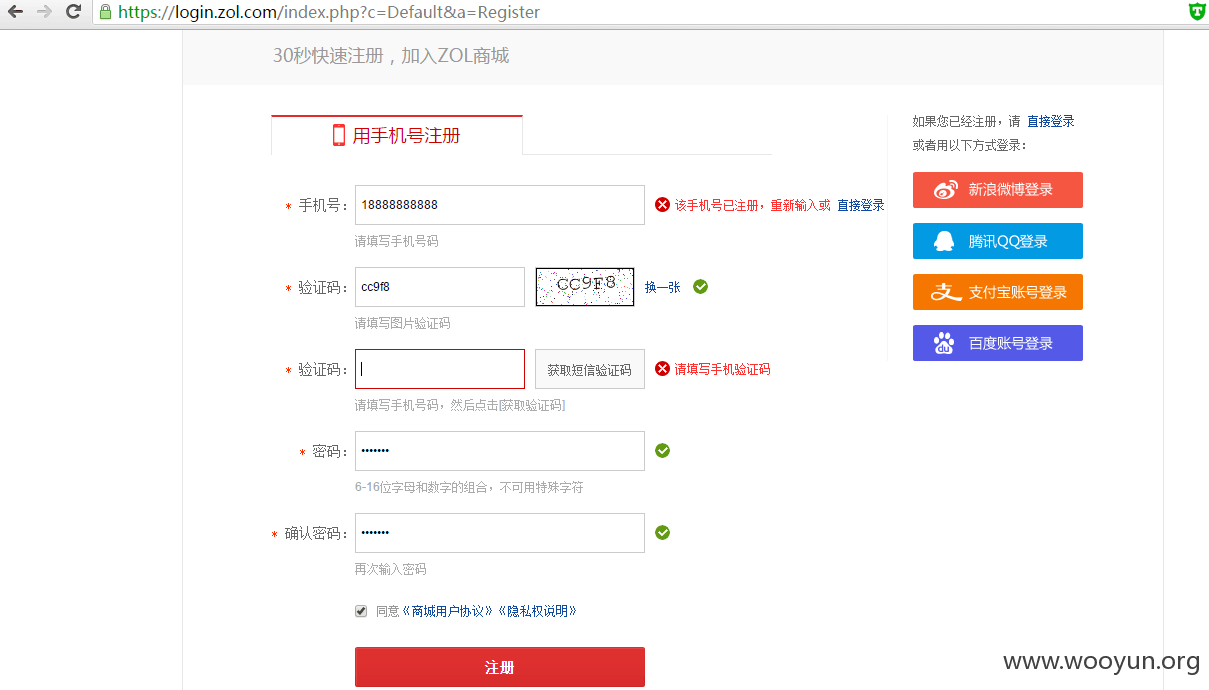 https://login.zol.com/index.php?c=Default&a=Register
30秒快速注册，加入ZOL商城
用手机号注册
* 手机号： 18888888888 该手机号已注册，重新输入或 直接登录
请填写手机号码
* 验证码： cc9f8 CC9F8 换一张
请填写图片验证码
* 验证码： 获取短信验证码 请填写手机验证码
请填写手机号码，然后点击[获取验证码]
* 密码： •••••••
6-16位字母和数字的组合，不可用特殊字符
* 确认密码： •••••••
再次输入密码
同意《商城用户协议》《隐私权说明》
注册
如果您已经注册，请 直接登录
或者用以下方式登录：
新浪微博登录
腾讯QQ登录
支付宝账号登录
百度账号登录
www.wooyun.org